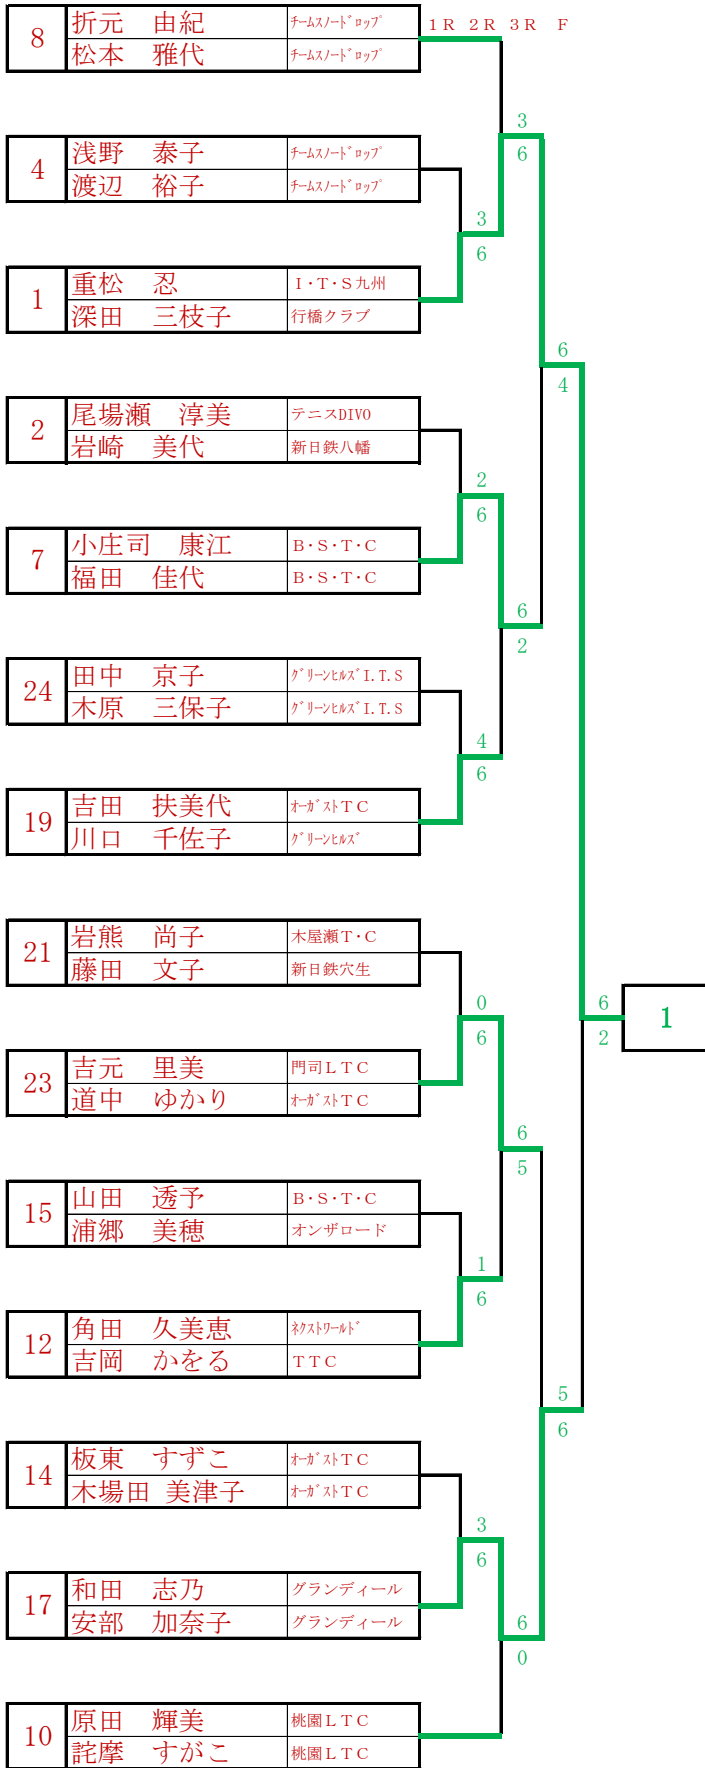 8 折元 由紀 ﾁｰﾑｽﾉｰﾄﾞﾛｯﾌﾟ 1R 2R 3R F
松本 雅代 ﾁｰﾑｽﾉｰﾄﾞﾛｯﾌﾟ
3
6
4 浅野 泰子 ﾁｰﾑｽﾉｰﾄﾞﾛｯﾌﾟ
渡辺 裕子 ﾁｰﾑｽﾉｰﾄﾞﾛｯﾌﾟ
3
6
1 重松 忍 I・T・S九州
深田 三枝子 行橋クラブ
6
4
2 尾場瀬 淳美 テニスDIVO
岩崎 美代 新日鉄八幡
2
6
7 小庄司 康江 B・S・T・C
福田 佳代 B・S・T・C
6
2
24 田中 京子 ｸﾞﾘｰﾝﾋﾙｽﾞI.T.S
木原 三保子 ｸﾞﾘｰﾝﾋﾙｽﾞI.T.S
4
6
19 吉田 扶美代 ｵｰｶﾞｽﾄTC
川口 千佐子 ｸﾞﾘｰﾝﾋﾙｽﾞ
21 岩熊 尚子 木屋瀬T・C
藤田 文子 新日鉄穴生
0
6
6
2
1
23 吉元 里美 門司LTC
道中 ゆかり ｵｰｶﾞｽﾄTC
6
5
15 山田 透予 B・S・T・C
浦郷 美穂 オンザロード
1
6
12 角田 久美恵 ﾈｸｽﾄﾜｰﾙﾄﾞ
吉岡 かをる TTC
5
6
14 板東 すずこ ｵｰｶﾞｽﾄTC
木場田 美津子 ｵｰｶﾞｽﾄTC
3
6
17 和田 志乃 グランディール
安部 加奈子 グランディール
6
0
10 原田 輝美 桃園LTC
詫摩 すがこ 桃園LTC